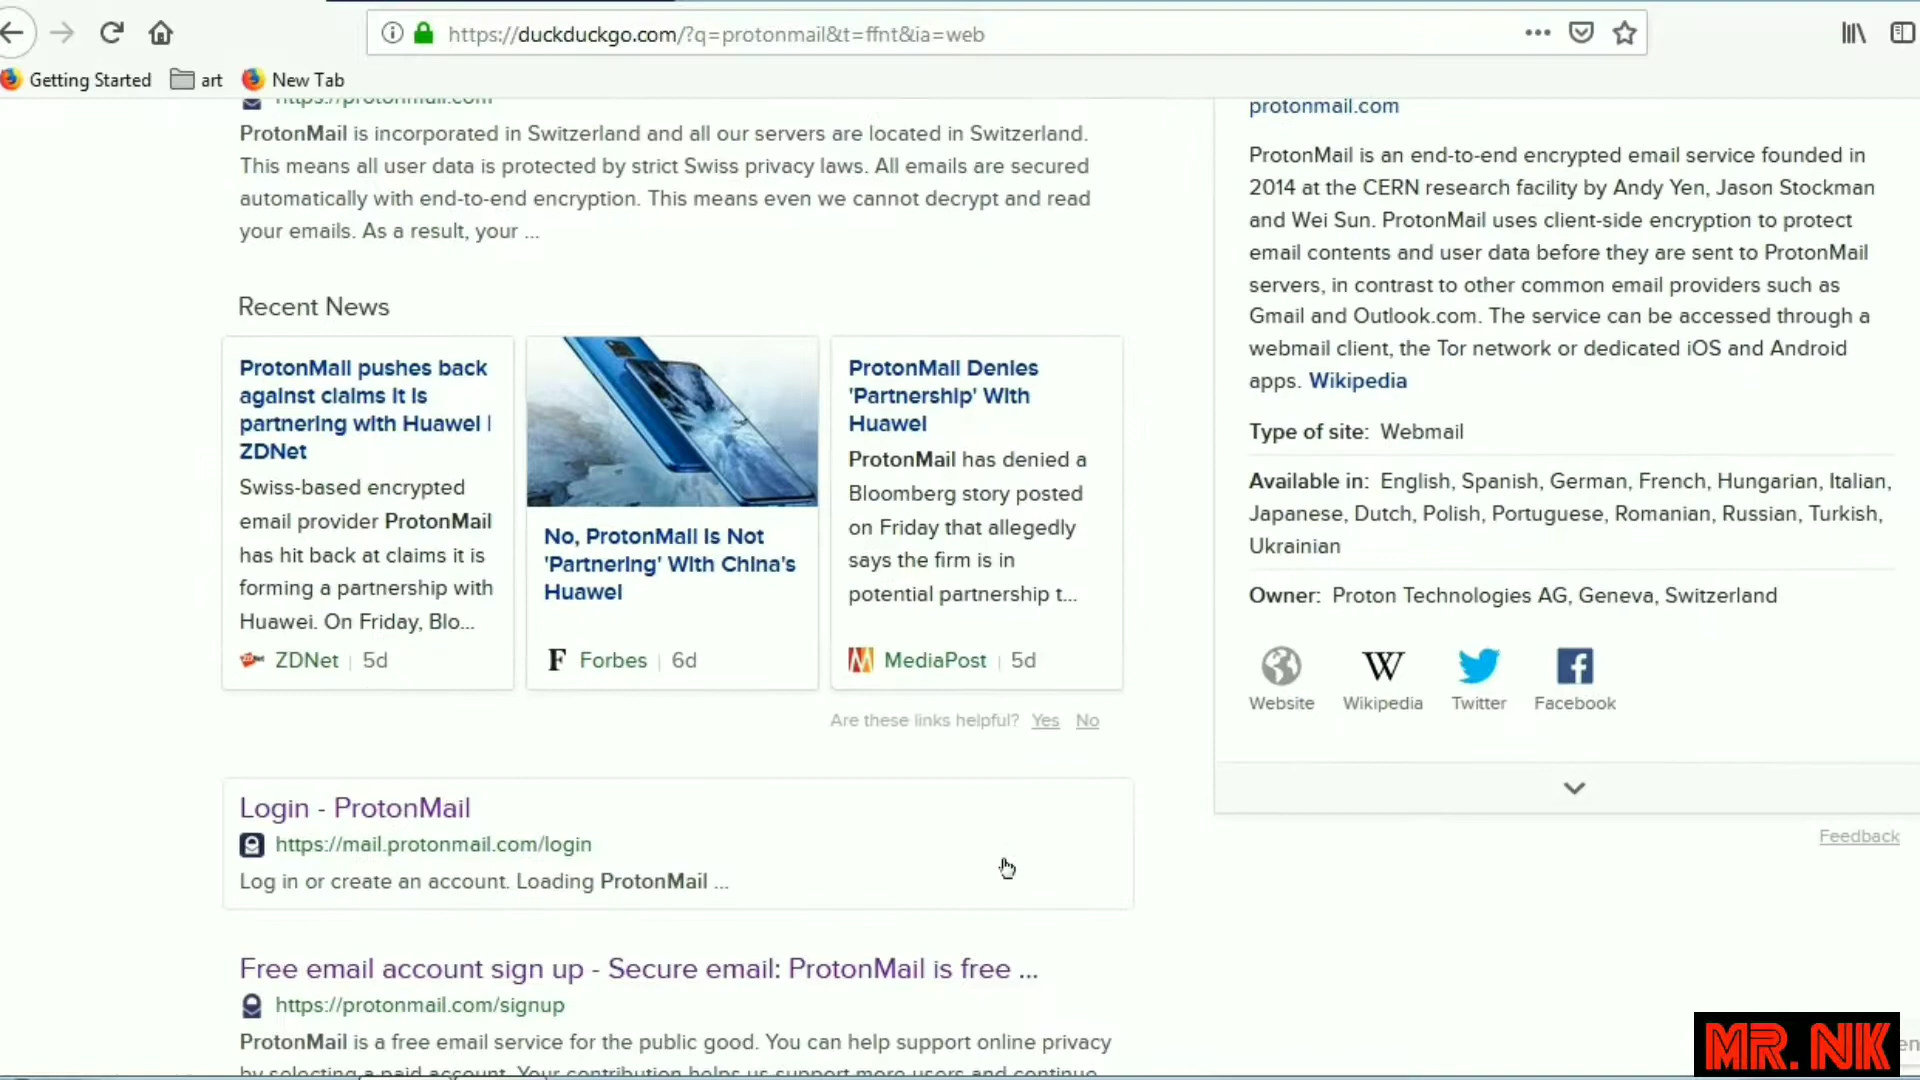 https://duckduckgo.com/?q=protonmail&t=ffnt&ia=web
Getting Started
art
New Tab
https://protonmail.com
ProtonMail is incorporated in Switzerland and all our servers are located in Switzerland.
This means all user data is protected by strict Swiss privacy laws. All emails are secured
automatically with end-to-end encryption. This means even we cannot decrypt and read
your emails. As a result, your ...
Recent News
ProtonMail pushes back
against claims it is
partnering with Huawei |
ZDNet
Swiss-based encrypted
email provider ProtonMail
has hit back at claims it is
forming a partnership with
Huawei. On Friday, Blo...
ZDNet | 5d
No, ProtonMail Is Not
'Partnering' With China's
Huawei
F Forbes | 6d
ProtonMail Denies
'Partnership' With
Huawei
ProtonMail has denied a
Bloomberg story posted
on Friday that allegedly
says the firm is in
potential partnership t...
MediaPost | 5d
Are these links helpful? Yes No
Login - ProtonMail
https://mail.protonmail.com/login
Log in or create an account. Loading ProtonMail ...
Free email account sign up - Secure email: ProtonMail is free ...
https://protonmail.com/signup
ProtonMail is a free email service for the public good. You can help support online privacy
by selecting a paid account. Your contribution helps us support more users and continue
protonmail.com
ProtonMail is an end-to-end encrypted email service founded in
2014 at the CERN research facility by Andy Yen, Jason Stockman
and Wei Sun. ProtonMail uses client-side encryption to protect
email contents and user data before they are sent to ProtonMail
servers, in contrast to other common email providers such as
Gmail and Outlook.com. The service can be accessed through a
webmail client, the Tor network or dedicated iOS and Android
apps. Wikipedia
Type of site: Webmail
Available in: English, Spanish, German, French, Hungarian, Italian,
Japanese, Dutch, Polish, Portuguese, Romanian, Russian, Turkish,
Ukrainian
Owner: Proton Technologies AG, Geneva, Switzerland
W
Website Wikipedia Twitter Facebook
Feedback
MR. NK